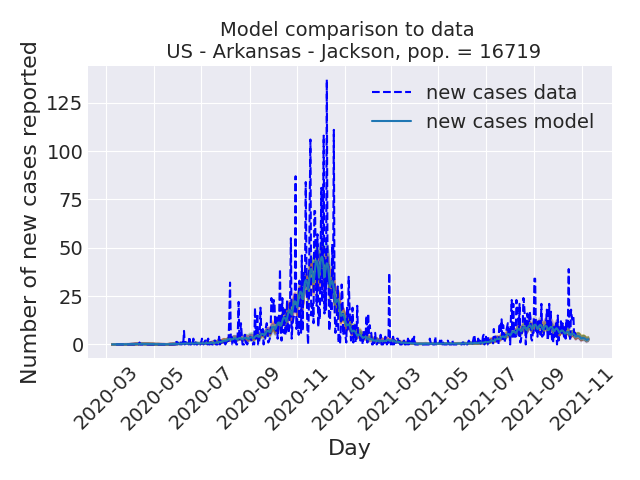 Model comparison to data
US - Arkansas - Jackson, pop. = 16719
Number of new cases reported
125
100
75
50
25
0
new cases data
new cases model
2020-03
2020-05
2020-07
2020-09
2020-11
2021-01
2021-03
2021-05
2021-07
2021-09
2021-11
Day